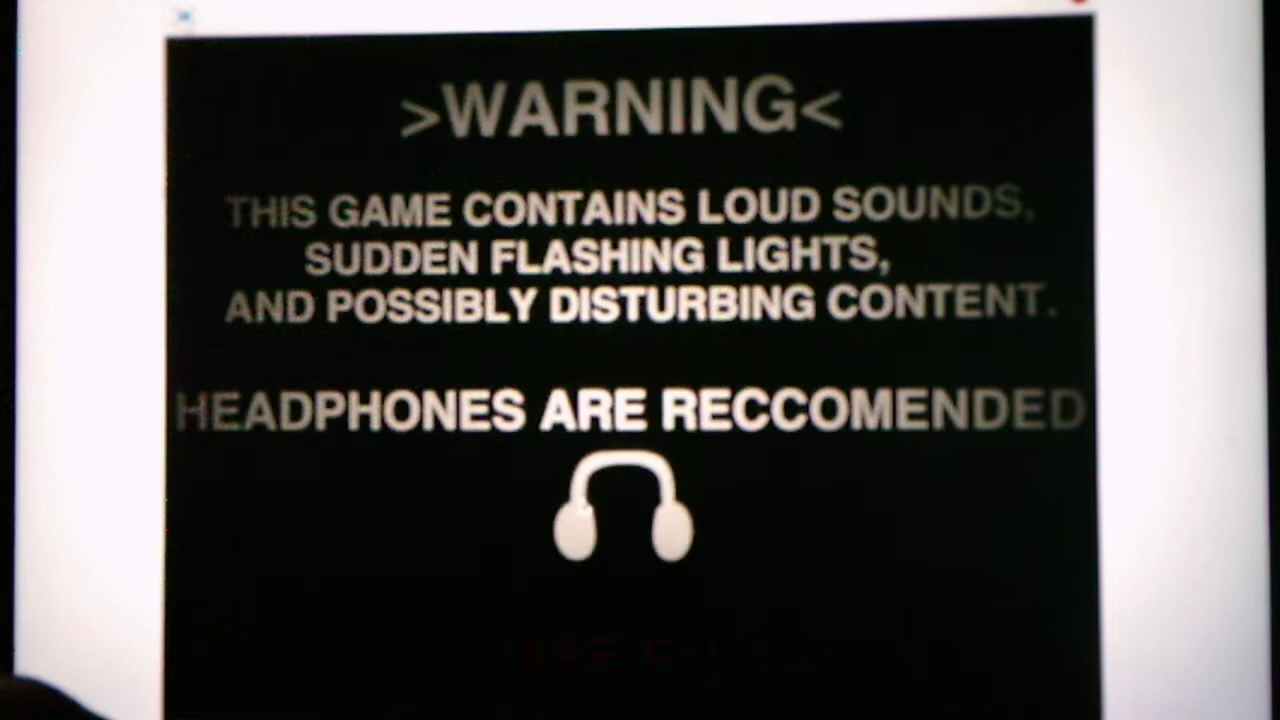 >WARNING<
THIS GAME CONTAINS LOUD SOUNDS,
SUDDEN FLASHING LIGHTS,
AND POSSIBLY DISTURBING CONTENT.
HEADPHONES ARE RECCOMENDED